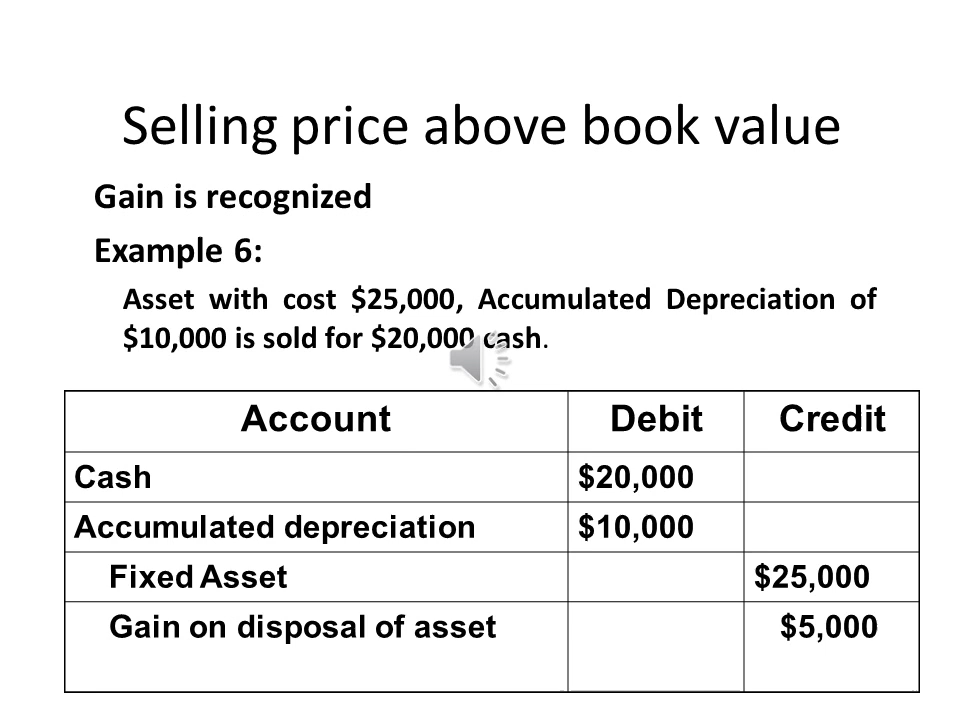 Selling price above book value
Gain is recognized
Example 6:
Asset with cost $25,000, Accumulated Depreciation of
$10,000 is sold for $20,000 cash.
Account Debit Credit
Cash $20,000
Accumulated depreciation $10,000
Fixed Asset $25,000
Gain on disposal of asset $5,000